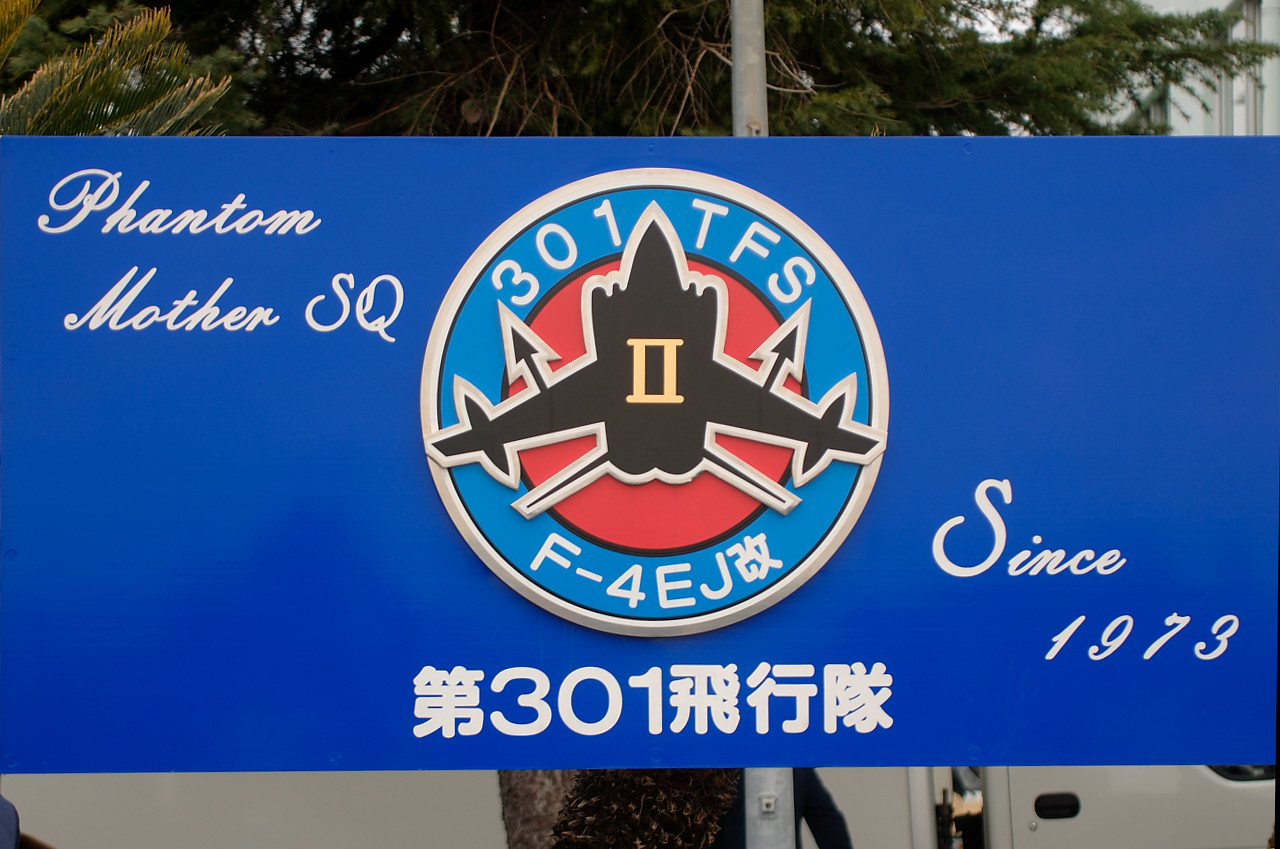 Phantom
Mother SQ
301 TFS
II
F-4EJ改
Since
1973
第301飛行隊